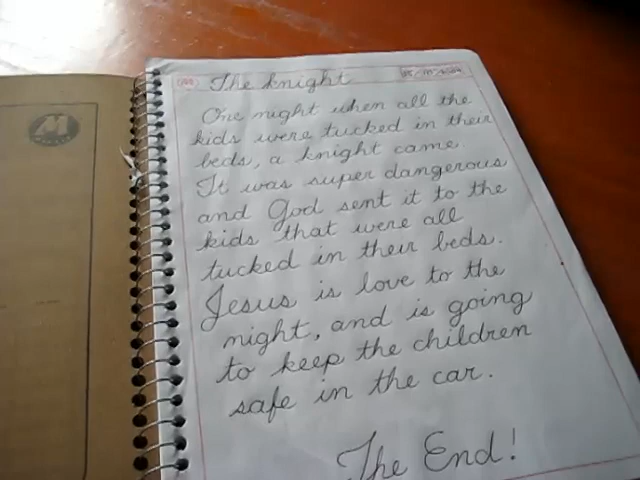 The knight
One night when all the
kids were tucked in their
beds, a knight came
It was super dangerous
and God sent it to the
kids that were all
tucked in their beds.
Jesus is love to the
night, and is going
to keep the children
safe in the car.
The End!